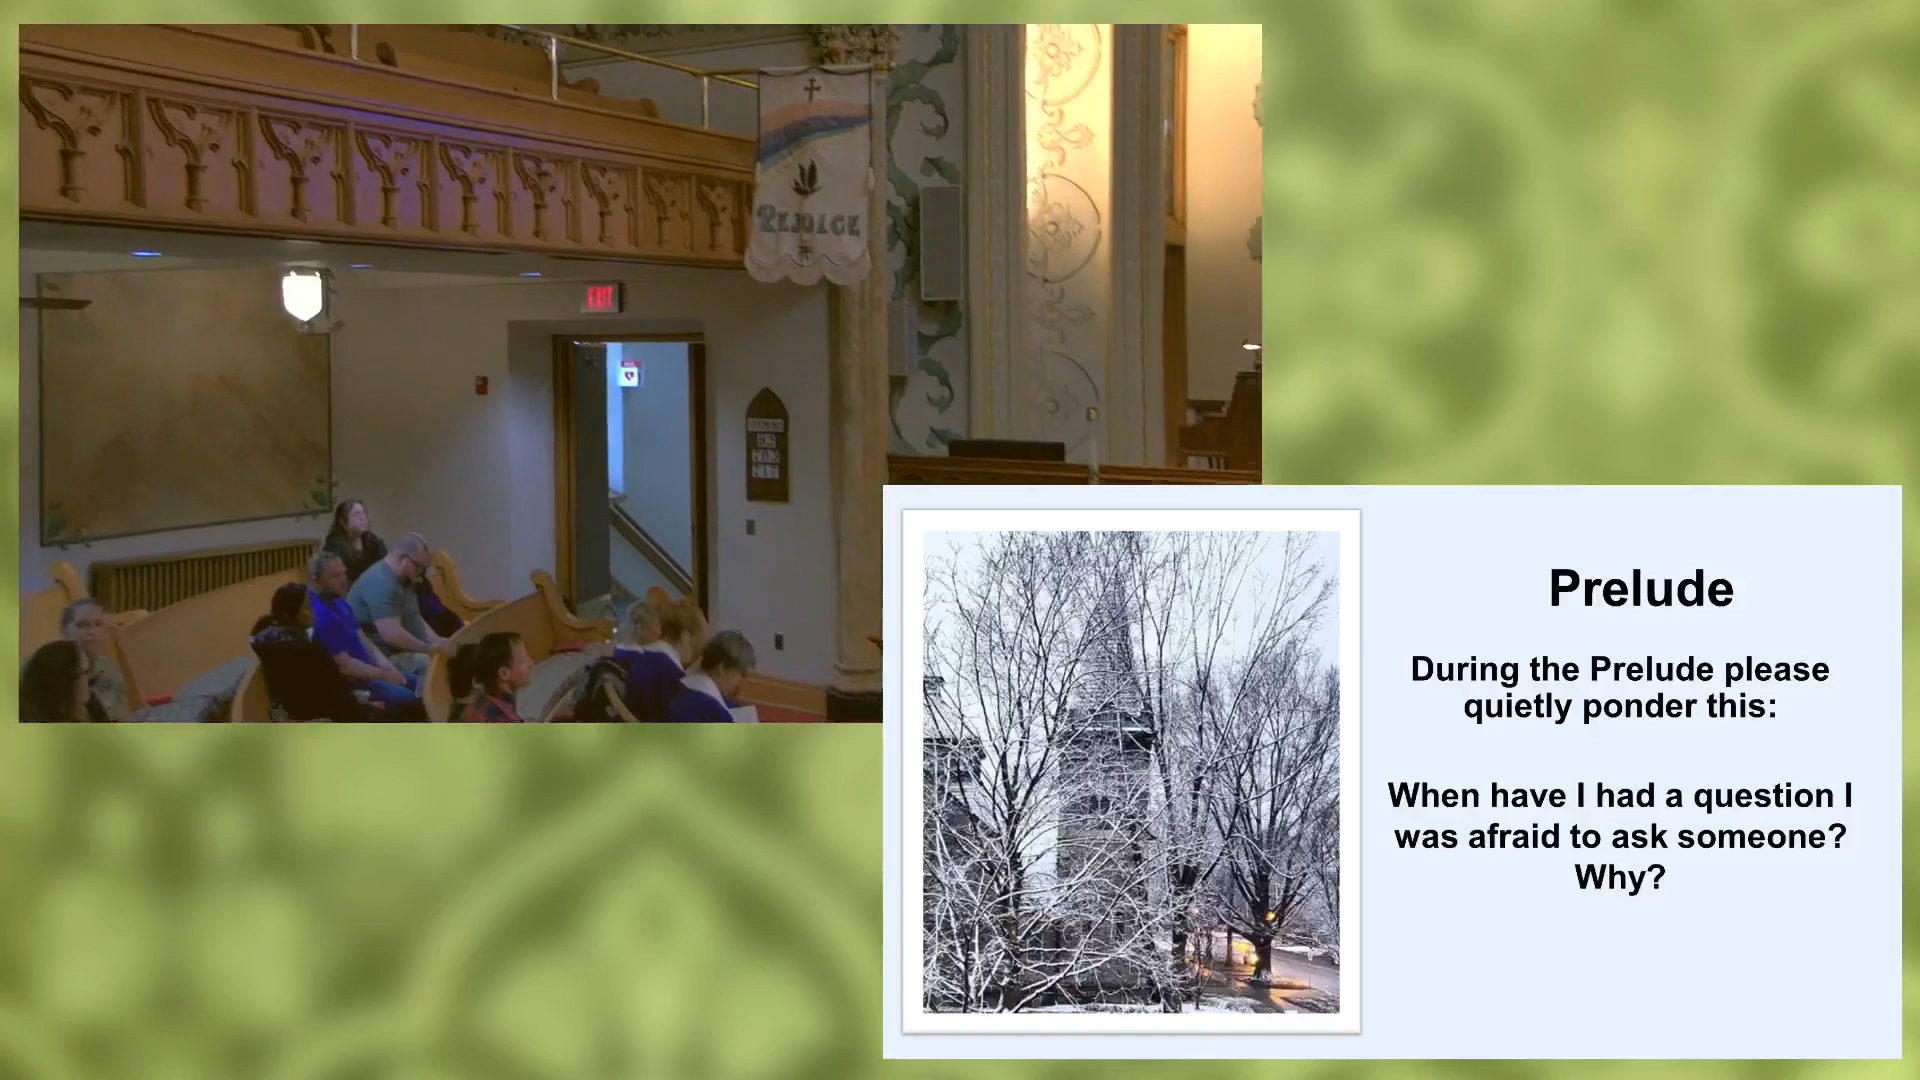 REJOICE
EXIT
Prelude
During the Prelude please
quietly ponder this:
When have I had a question I
was afraid to ask someone?
Why?